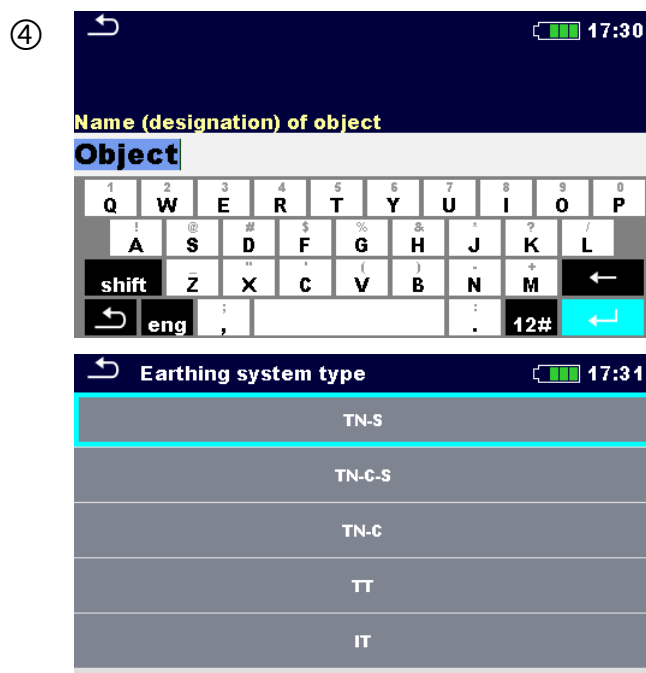 ④
17:30
Name (designation) of object
Object
1 2 3 4 5 6 7 8 9 0
Q W E R T Y U I O P
! @ # $ % & * ? /
A S D F G H J K L
_ " ' ( ) - +
shift Z X C V B N M
; :
eng , . 12#
Earthing system type 17:31
TN-S
TN-C-S
TN-C
TT
IT